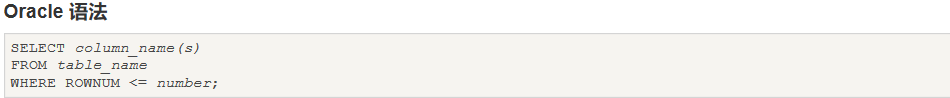 Oracle 语法
SELECT column_name(s)
FROM table_name
WHERE ROWNUM <= number;